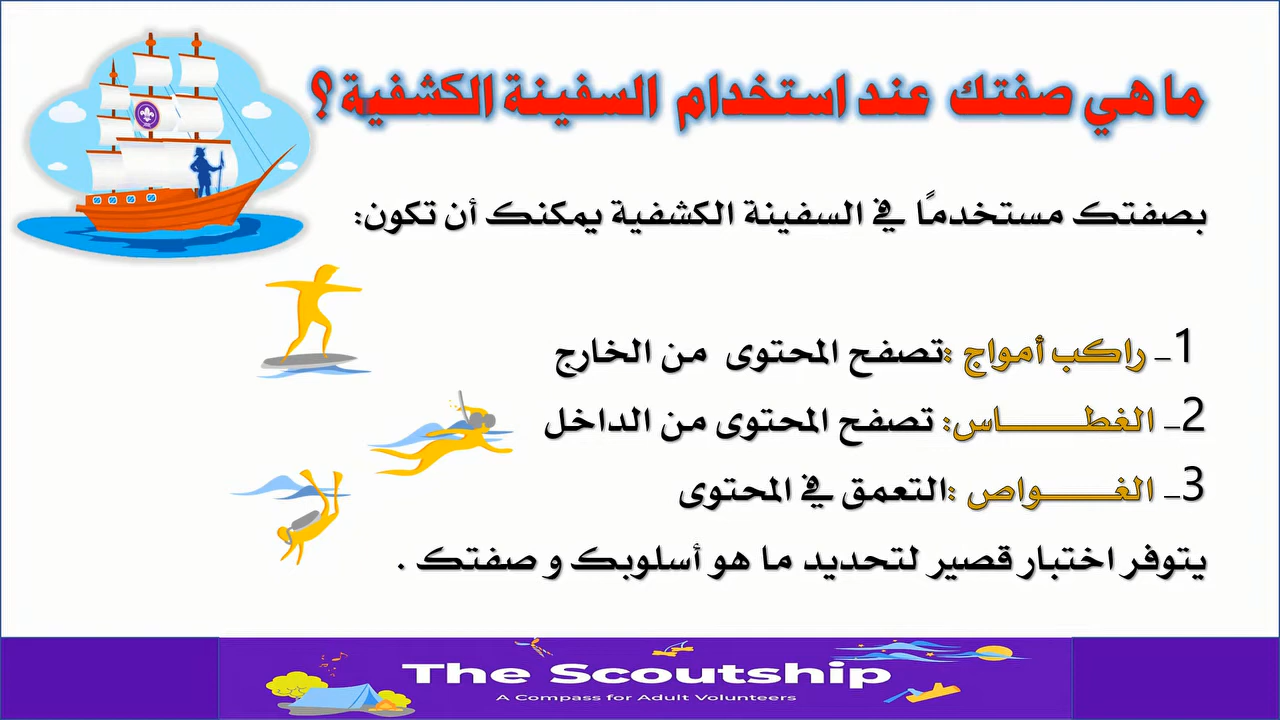 ما هي صفتك عند استخدام السفينة الكشفية ؟
بصفتك مستخدمًا في السفينة الكشفية يمكنك أن تكون:
1- راكب أمواج :تصفح المحتوى من الخارج
2- الغطـــــــــاس: تصفح المحتوى من الداخل
3- الغـــــــواص :التعمق في المحتوى
يتوفر اختبار قصير لتحديد ما هو أسلوبك و صفتك .
The Scoutship
A Compass for Adult Volunteers